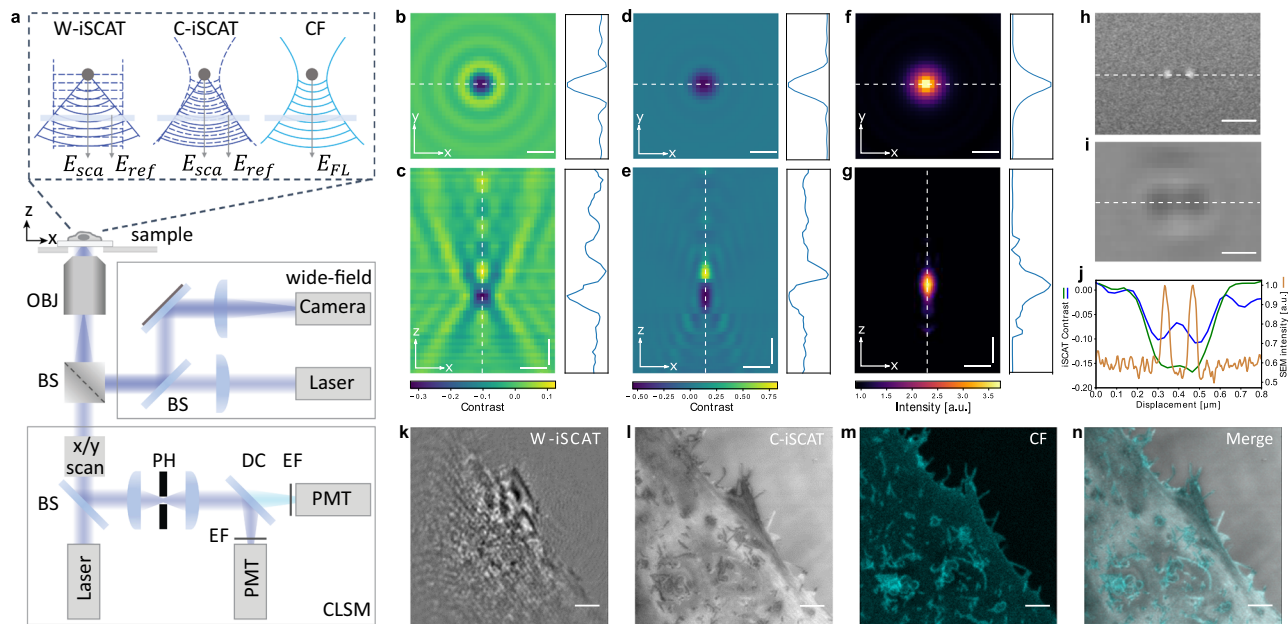 a
W-iSCAT
C-iSCAT
CF
E_sca
E_ref
E_sca
E_ref
E_FL
z
x
sample
OBJ
wide-field
Camera
BS
BS
Laser
x/y
scan
BS
PH
DC
EF
PMT
EF
Laser
PMT
CLSM
b
y
x
c
z
x
−0.3
−0.2
−0.1
0.0
0.1
Contrast
d
y
x
e
z
x
−0.50
−0.25
0.00
0.25
0.50
0.75
Contrast
f
y
x
g
z
x
1.0
1.5
2.0
2.5
3.0
3.5
Intensity [a.u.]
h
i
j
iSCAT Contrast
0.00
−0.05
−0.10
−0.15
−0.20
1.0
0.9
0.8
0.7
0.6
0.5
SEM intensity [a.u.]
0.0
0.1
0.2
0.3
0.4
0.5
0.6
0.7
0.8
Displacement [μm]
k
W-iSCAT
l
C-iSCAT
m
CF
n
Merge